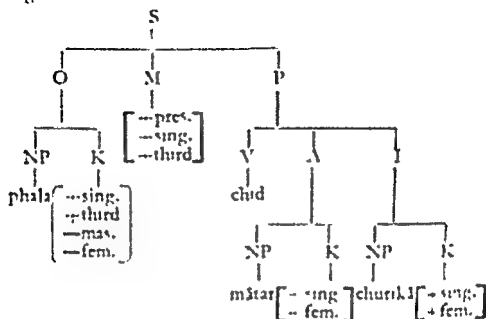 S
O M P
[+pres.
+sing.
+third]
NP K V A I
phala [+sing.
+third
—mas.
—fem.]
chid
NP K NP K
mātar [+sing
+fem.] churikā [+sing.
+fem.]